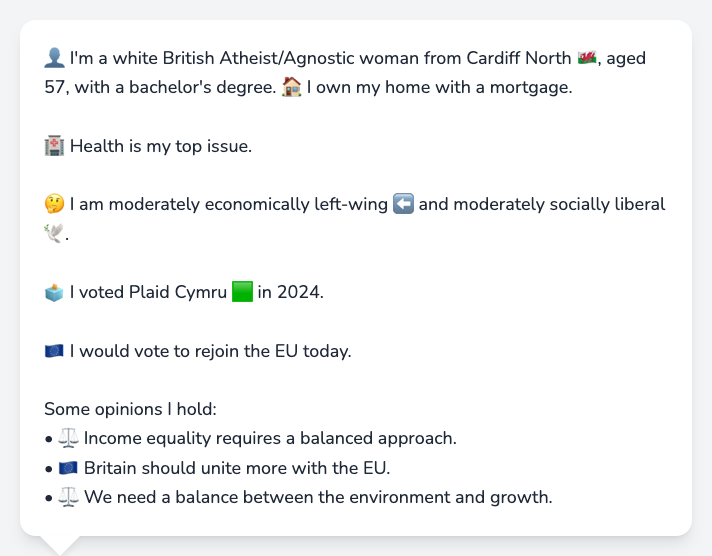 👤 I'm a white British Atheist/Agnostic woman from Cardiff North 🏴󠁧󠁢󠁷󠁬󠁳󠁿, aged
57, with a bachelor's degree. 🏠 I own my home with a mortgage.
🏥 Health is my top issue.
🤔 I am moderately economically left-wing ⬅️ and moderately socially liberal
🕊️.
🗳️ I voted Plaid Cymru 🟩 in 2024.
🇪🇺 I would vote to rejoin the EU today.
Some opinions I hold:
• ⚖️ Income equality requires a balanced approach.
• 🇪🇺 Britain should unite more with the EU.
• ⚖️ We need a balance between the environment and growth.